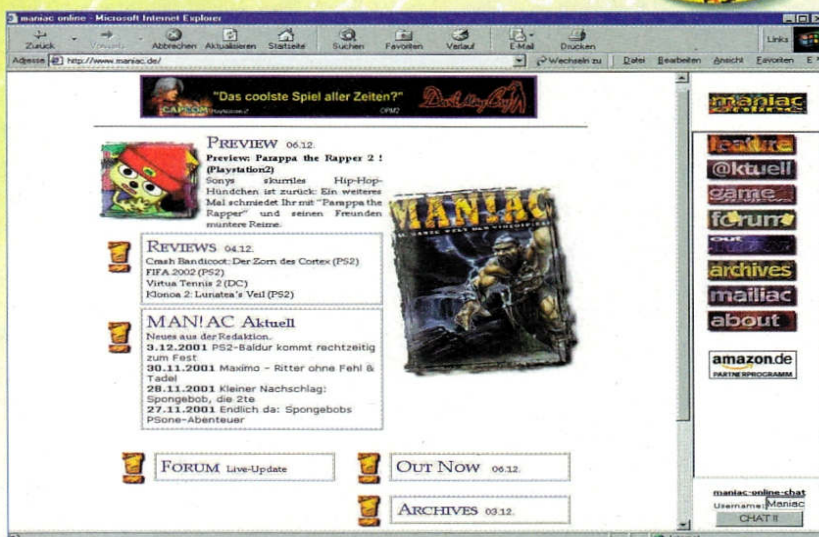 maniac online - Microsoft Internet Explorer
Zurück
Vorwärts
Abbrechen
Aktualisieren
Startseite
Suchen
Favoriten
Verlauf
E-Mail
Drucken
Links
Adresse http://www.maniac.de/
Wechseln zu
Datei Bearbeiten Ansicht Favoriten E
CAPCOM PlayStation 2
"Das coolste Spiel aller Zeiten?"
OPM2
Devil May Cry
maniac
online
PREVIEW 06.12.
Preview: Parappa the Rapper 2 !
(Playstation2)
Sonys skurriles Hip-Hop-
Hündchen ist zurück: Ein weiteres
Mal schmiedet Ihr mit "Parappa the
Rapper" und seinen Freunden
muntere Reime.
MAN!AC
REVIEWS 04.12.
Crash Bandicoot: Der Zorn des Cortex (PS2)
FIFA 2002 (PS2)
Virtua Tennis 2 (DC)
Klonoa 2: Lunatea's Veil (PS2)
MAN!AC Aktuell
Neues aus der Redaktion.
3.12.2001 PS2-Baldur kommt rechtzeitig
zum Fest
30.11.2001 Maximo - Ritter ohne Fehl &
Tadel
28.11.2001 Kleiner Nachschlag:
Spongebob, die 2te
27.11.2001 Endlich da: Spongebobs
PSone-Abenteuer
FORUM Live-Update
OUT NOW 06.12.
ARCHIVES 03.12.
feature
@ktuell
game
forum
out
archives
mailiac
about
amazon.de
PARTNERPROGRAMM
maniac-online-chat
Username: Maniac
CHAT !!